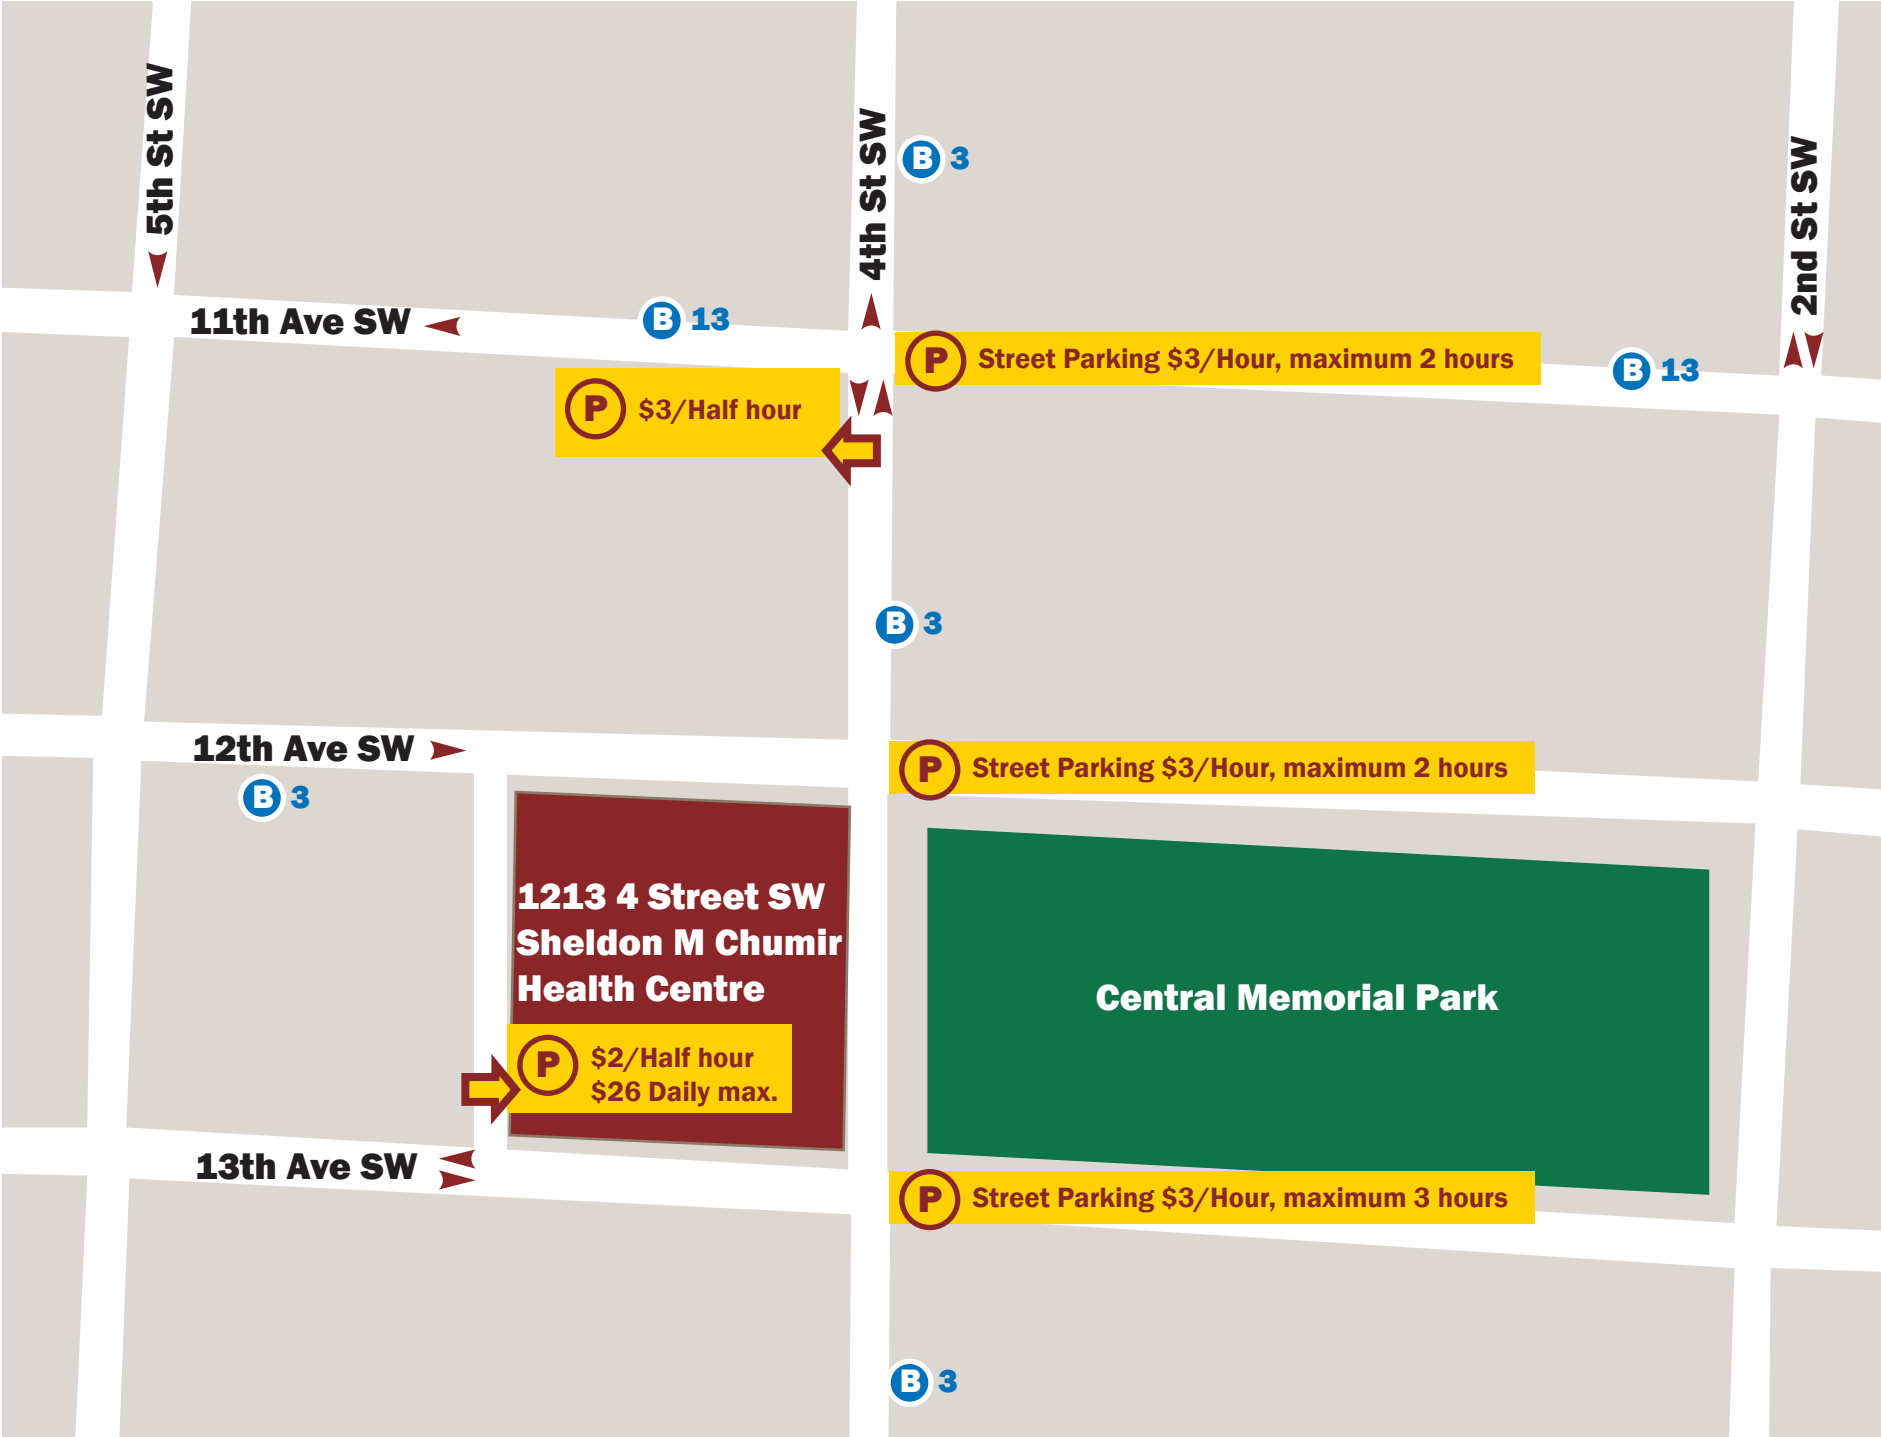 5th St SW
4th St SW
2nd St SW
B 3
11th Ave SW
B 13
P Street Parking $3/Hour, maximum 2 hours
B 13
P $3/Half hour
B 3
12th Ave SW
P Street Parking $3/Hour, maximum 2 hours
B 3
1213 4 Street SW
Sheldon M Chumir
Health Centre
Central Memorial Park
P $2/Half hour
$26 Daily max.
13th Ave SW
P Street Parking $3/Hour, maximum 3 hours
B 3